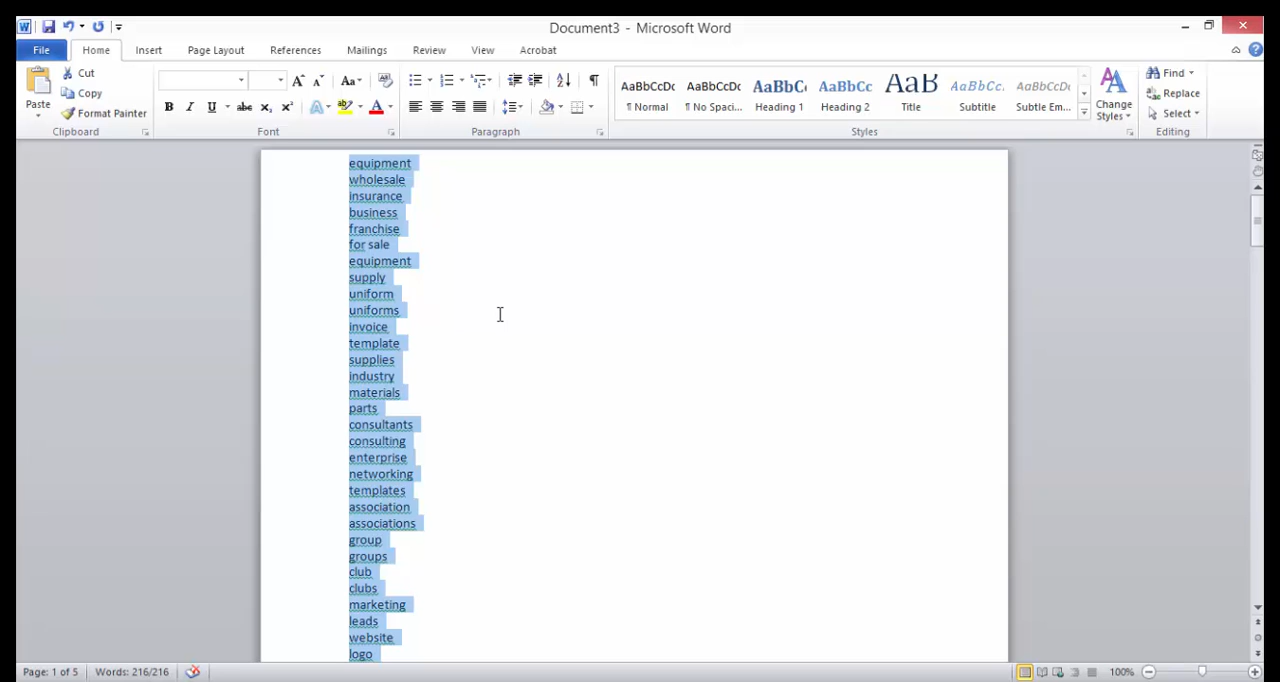 Document3 - Microsoft Word
File Home Insert Page Layout References Mailings Review View Acrobat
Paste
Cut
Copy
Format Painter
Clipboard
Font
Paragraph
AaBbCcDc
¶ Normal
AaBbCcDc
¶ No Spaci...
AaBbC
Heading 1
AaBbCc
Heading 2
AaB
Title
AaBbCc.
Subtitle
AaBbCcDc
Subtle Em...
Change
Styles
Styles
Find
Replace
Select
Editing
equipment
wholesale
insurance
business
franchise
for sale
equipment
supply
uniform
uniforms
invoice
template
supplies
industry
materials
parts
consultants
consulting
enterprise
networking
templates
association
associations
group
groups
club
clubs
marketing
leads
website
logo
Page: 1 of 5
Words: 216/216
100%